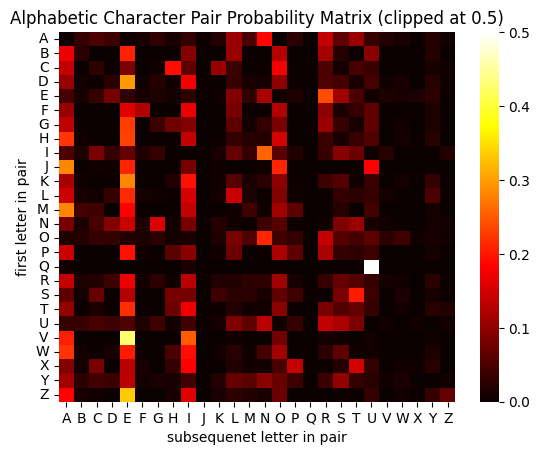 Alphabetic Character Pair Probability Matrix (clipped at 0.5)
first letter in pair
A
B
C
D
E
F
G
H
I
J
K
L
M
N
O
P
Q
R
S
T
U
V
W
X
Y
Z
A B C D E F G H I J K L M N O P Q R S T U V W X Y Z
subsequenet letter in pair
0.5
0.4
0.3
0.2
0.1
0.0